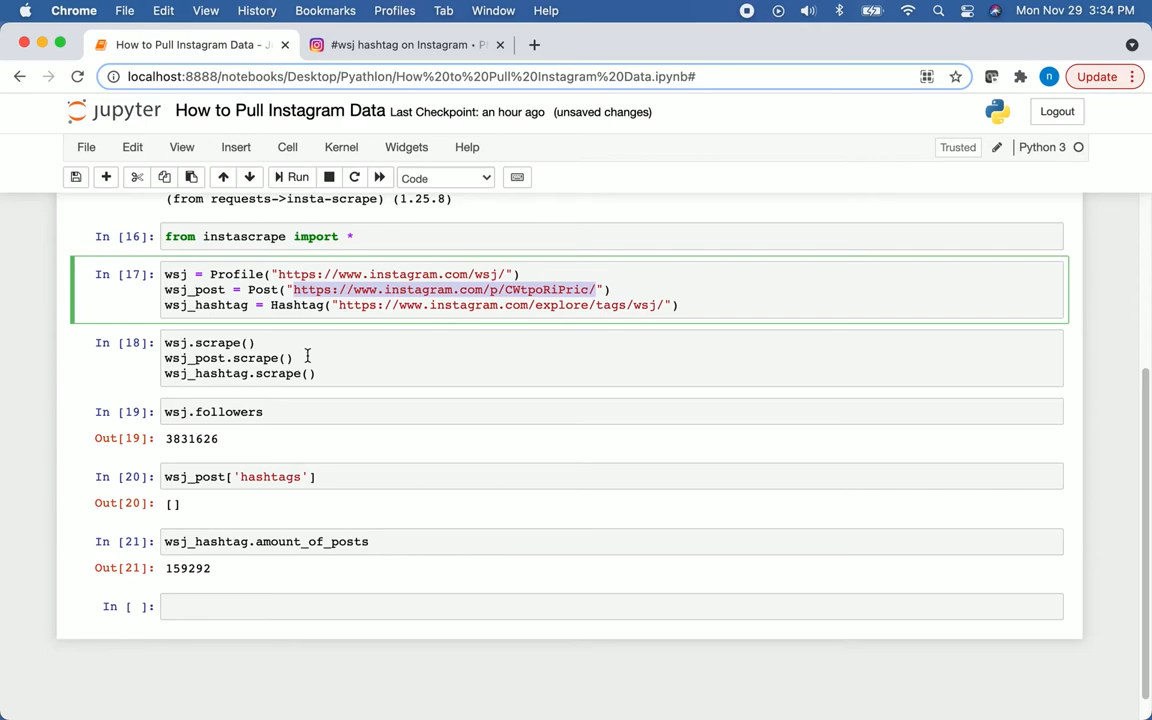 Chrome File Edit View History Bookmarks Profiles Tab Window Help Mon Nov 29 3:34 PM
How to Pull Instagram Data - J
#wsj hashtag on Instagram • P
localhost:8888/notebooks/Desktop/Pyathlon/How%20to%20Pull%20Instagram%20Data.ipynb#
n
Update
jupyter How to Pull Instagram Data Last Checkpoint: an hour ago (unsaved changes)
Logout
File Edit View Insert Cell Kernel Widgets Help
Trusted
Python 3
Run
Code
(from requests->insta-scrape) (1.25.8)
In [16]: from instascrape import *
In [17]: wsj = Profile("https://www.instagram.com/wsj/")
wsj_post = Post("https://www.instagram.com/p/CWtpoRiPric/")
wsj_hashtag = Hashtag("https://www.instagram.com/explore/tags/wsj/")
In [18]: wsj.scrape()
wsj_post.scrape()
wsj_hashtag.scrape()
In [19]: wsj.followers
Out[19]: 3831626
In [20]: wsj_post['hashtags']
Out[20]: []
In [21]: wsj_hashtag.amount_of_posts
Out[21]: 159292
In [ ]: